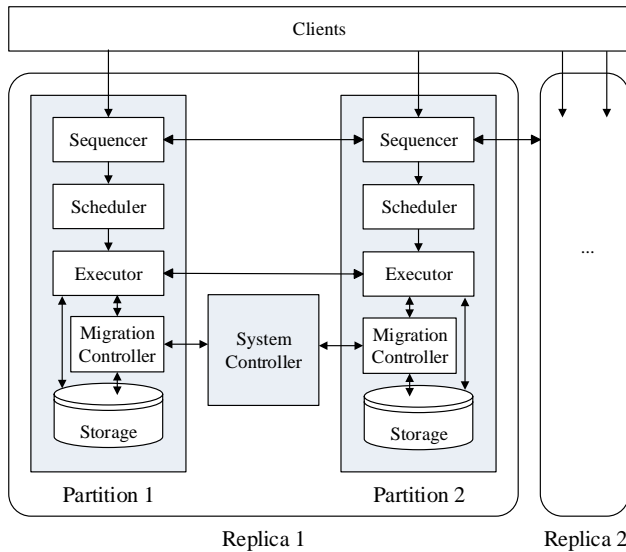 Clients
Sequencer
Sequencer
Scheduler
Scheduler
Executor
Executor
...
Migration
Controller
System
Controller
Migration
Controller
Storage
Storage
Partition 1
Partition 2
Replica 1
Replica 2